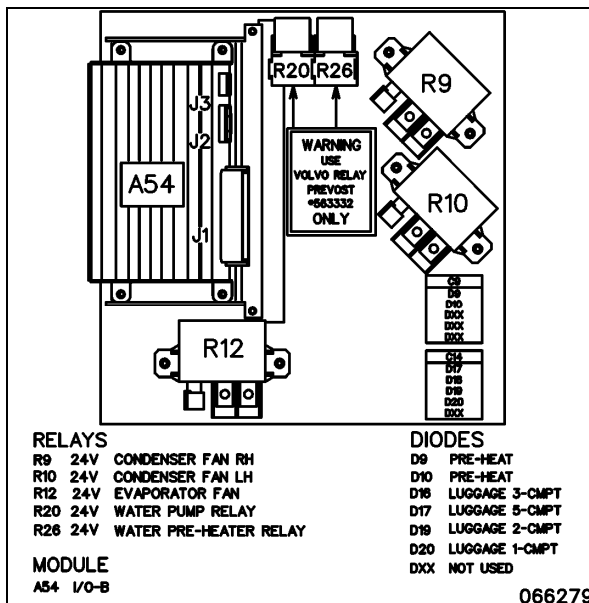 R20 R26
R9
J3
J2
A54
WARNING
USE
VOLVO RELAY
PREVOST
*563332
ONLY
R10
J1
C9
D9
D10
DXX
DXX
DXX
R12
C14
D17
D16
D19
D20
DXX
RELAYS
R9 24V CONDENSER FAN RH
R10 24V CONDENSER FAN LH
R12 24V EVAPORATOR FAN
R20 24V WATER PUMP RELAY
R26 24V WATER PRE-HEATER RELAY
MODULE
A54 I/O-B
DIODES
D9 PRE-HEAT
D10 PRE-HEAT
D16 LUGGAGE 3-CMPT
D17 LUGGAGE 5-CMPT
D19 LUGGAGE 2-CMPT
D20 LUGGAGE 1-CMPT
DXX NOT USED
066279